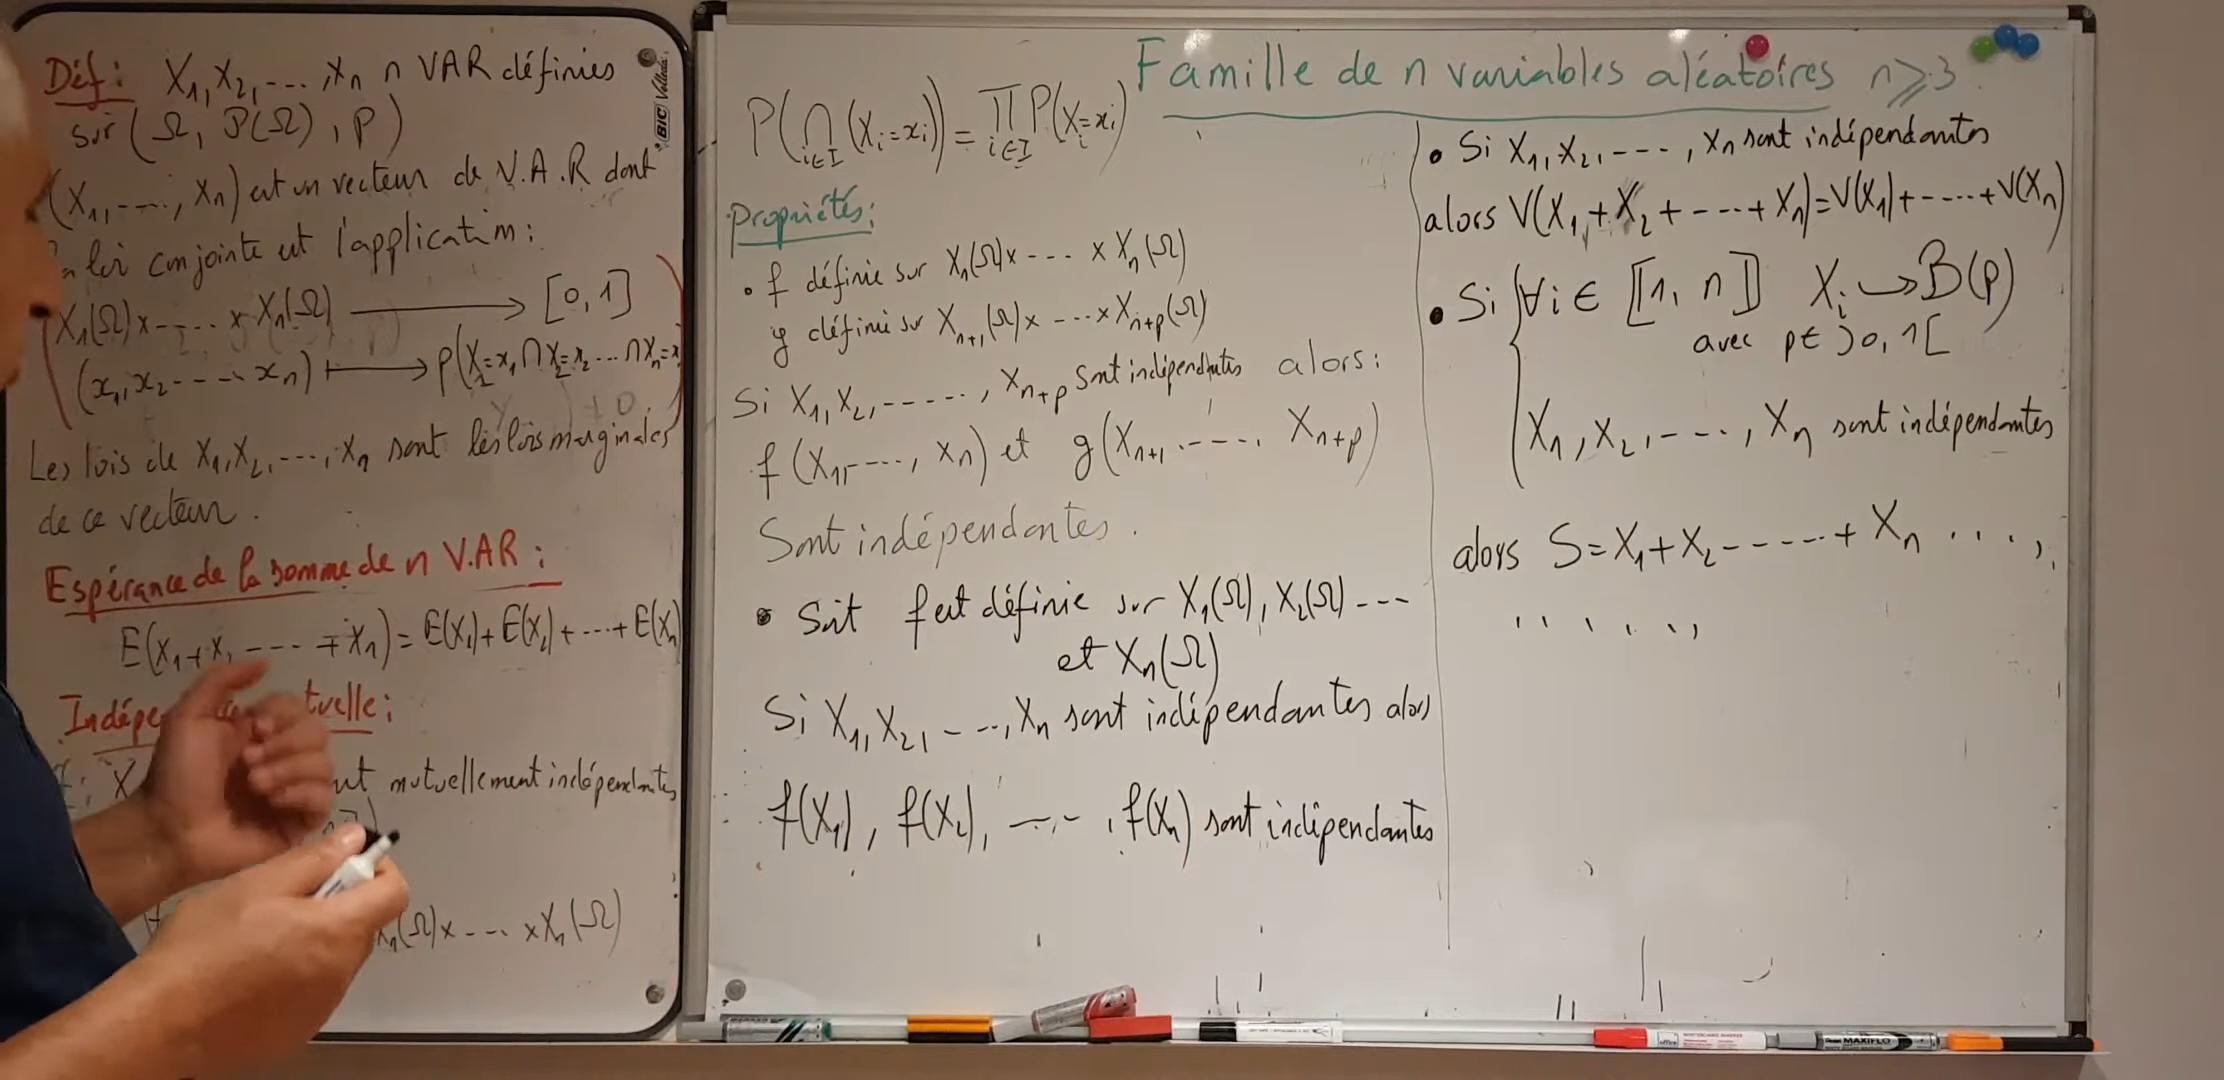 Déf: X₁, X₂, ---, Xn n VAR définies
sur (Ω, P(Ω), P)
(X₁, ---, Xn) est un vecteur de V.A.R dont
loi conjointe est l'application:
X₁(Ω)x-...x Xn(Ω) → [0,1]
(x₁, x₂ ---- xn) ↦ P(X=x₁ ∩ X₂=x₂ ... ∩ Xn=x
Les lois de X₁, X₂, ---, Xn sont les lois marginales
de ce vecteur.
Espérance de la somme de n V.AR:
E(X₁+X₂ --- + Xn) = E(X₁)+E(X₂)+---+E(Xn)
Indépe tuelle:
mutuellement indépendantes
(Ω)x--- x Xn(Ω)
BIC Velleda
Famille de n variables aléatoires n⩾3
P(∩i∈I (Xi=xi)) = ∏i∈I P(Xi=xi)
Propriétés:
• f définie sur X₁(Ω)x--- x Xn(Ω)
g définie sur Xn+1(Ω)x---x Xn+p(Ω)
Si X₁, X₂, -----, Xn+p sont indépendantes alors:
f(X₁, ---, Xn) et g(Xn+1 ---- Xn+p)
Sont indépendantes.
• Soit f est définie sur X₁(Ω), X₂(Ω) ---
et Xn(Ω)
Si X₁, X₂, ---, Xn sont indépendantes alors
f(X₁), f(X₂), ---, f(Xn) sont indépendantes
• Si X₁, X₂, ---, Xn sont indépendantes
alors V(X₁+X₂+---+Xn)=V(X₁)+----+V(Xn)
• Si { ∀i ∈ [[1, n]] Xi ↪ B(p)
avec p∈ ]0,1[
X₁, X₂, ---, Xn sont indépendantes
alors S=X₁+X₂-----+Xn ....,
.....,
MAXIFLO